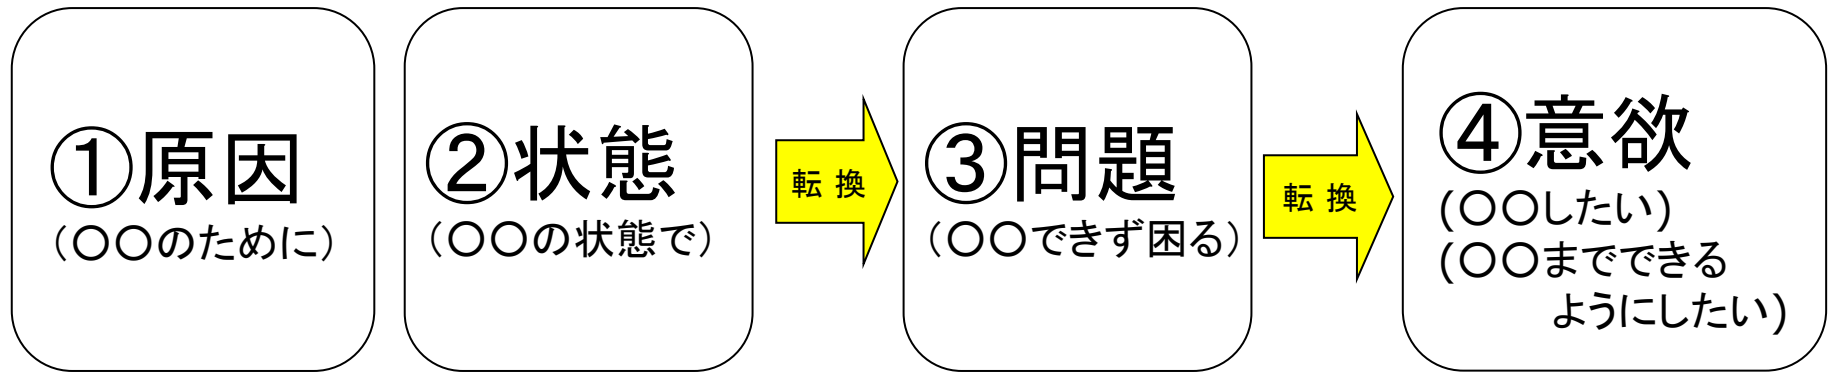 ①原因
（〇〇のために）
②状態
（〇〇の状態で）
転 換
③問題
（〇〇できず困る）
転 換
④意欲
(〇〇したい)
(〇〇までできる
ようにしたい)